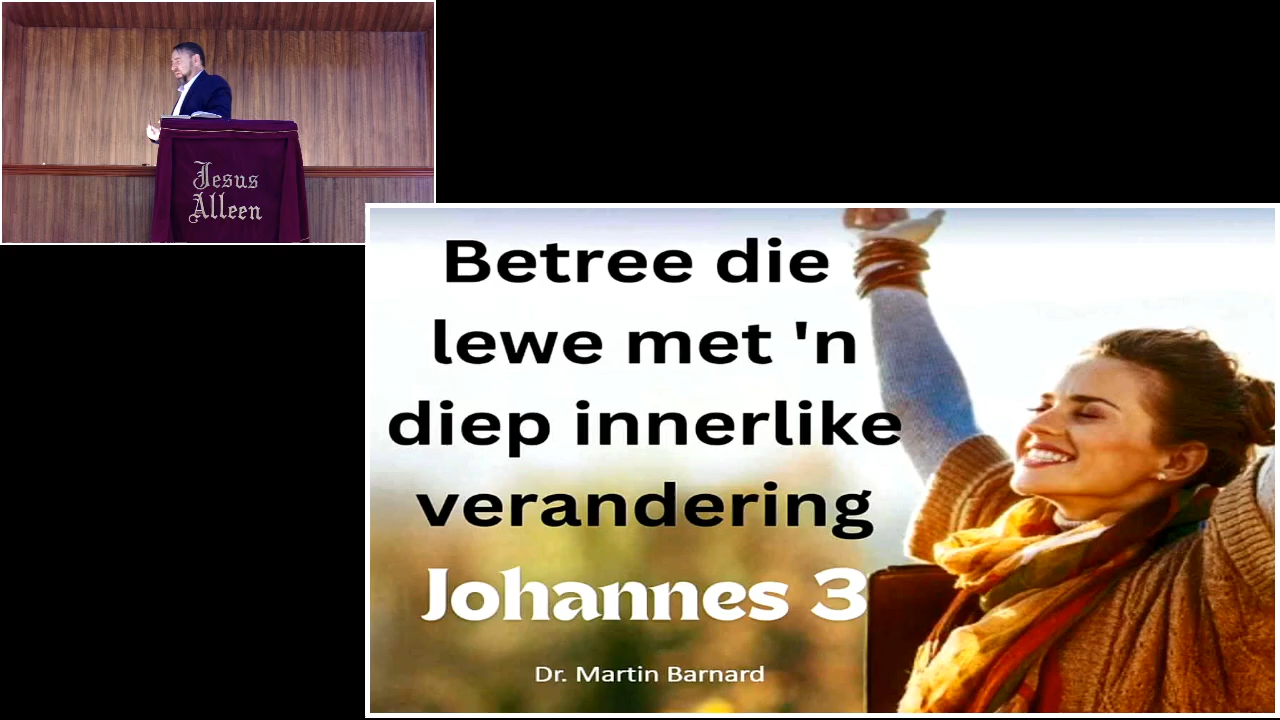 Jesus
Alleen
Betree die
lewe met 'n
diep innerlike
verandering
Johannes 3
Dr. Martin Barnard